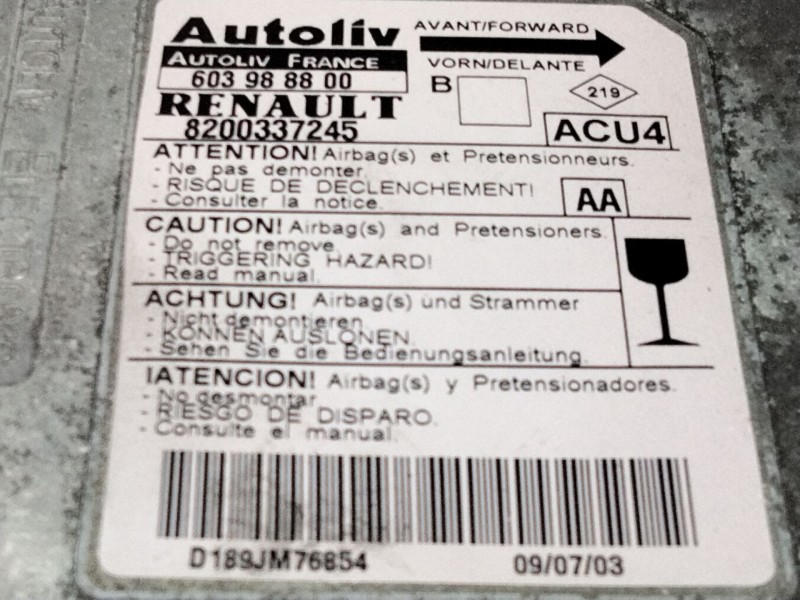 Autoliv AVANT/FORWARD
AUTOLIV FRANCE VORN/DELANTE
603 98 88 00 B 219
RENAULT
8200337245 ACU4
ATTENTION! Airbag(s) et Pretensionneurs.
- Ne pas demonter.
- RISQUE DE DECLENCHEMENT!
- Consulter la notice. AA
CAUTION! Airbag(s) and Pretensioners.
- Do not remove.
- TRIGGERING HAZARD!
- Read manual.
ACHTUNG! Airbag(s) und Strammer
- Nicht demontieren.
- KONNEN AUSLONEN.
- Sehen Sie die Bedienungsanleitung.
IATENCION! Airbag(s) y Pretensionadores.
- No desmontar.
- RIESGO DE DISPARO.
- Consulte el manual.
D189JM76854 09/07/03